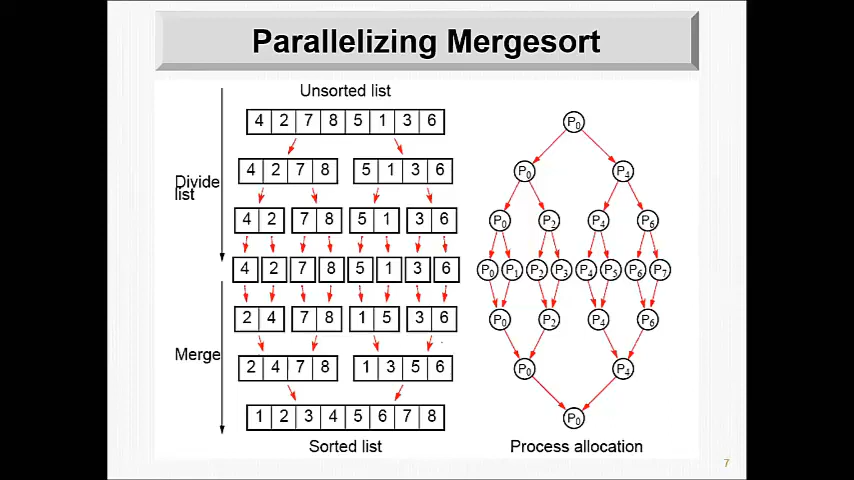 Parallelizing Mergesort
Unsorted list
4 2 7 8 5 1 3 6
P0
4 2 7 8 5 1 3 6
P0 P4
Divide
list
4 2 7 8 5 1 3 6
P0 P2 P4 P6
4 2 7 8 5 1 3 6
P0 P1 P2 P3 P4 P5 P6 P7
2 4 7 8 1 5 3 6
P0 P2 P4 P6
Merge
2 4 7 8 1 3 5 6
P0 P4
1 2 3 4 5 6 7 8
P0
Sorted list
Process allocation
7